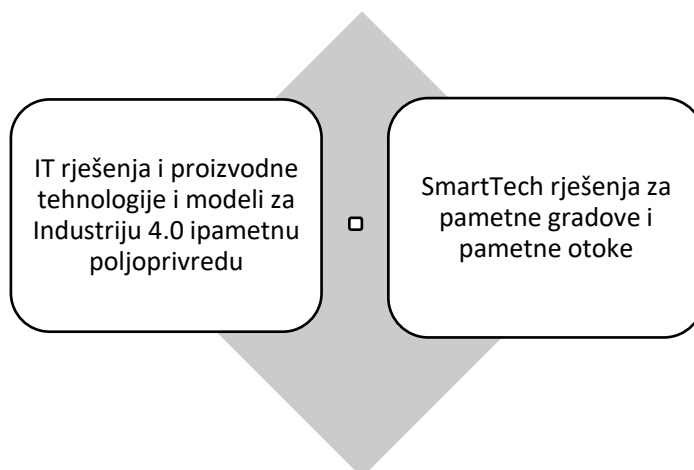 IT rješenja i proizvodne
tehnologije i modeli za
Industriju 4.0 ipametnu
poljoprivredu
SmartTech rješenja za
pametne gradove i
pametne otoke